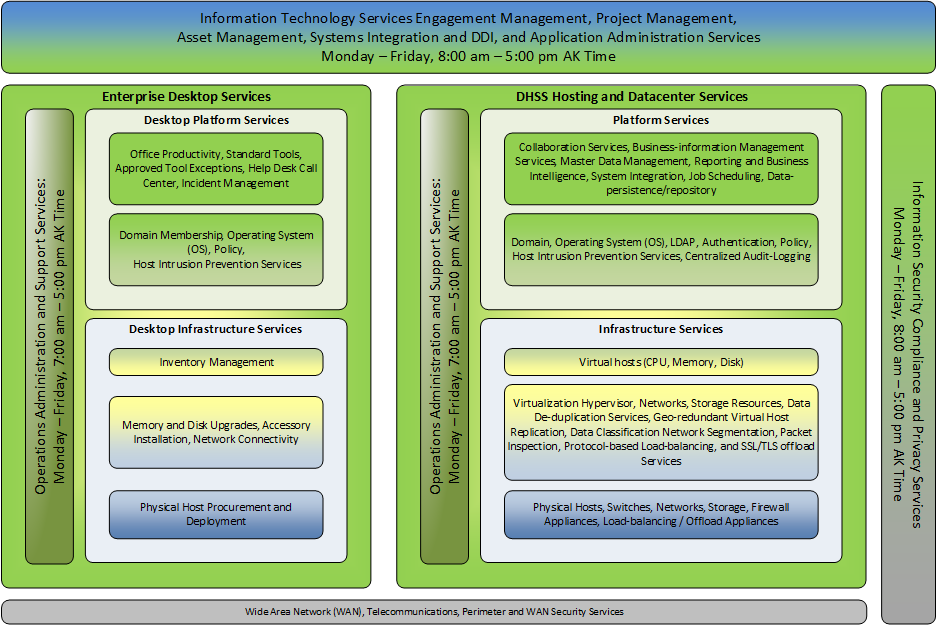 Information Technology Services Engagement Management, Project Management,
Asset Management, Systems Integration and DDI, and Application Administration Services
Monday – Friday, 8:00 am – 5:00 pm AK Time
Enterprise Desktop Services
Operations Administration and Support Services:
Monday – Friday, 7:00 am – 5:00 pm AK Time
Desktop Platform Services
Office Productivity, Standard Tools,
Approved Tool Exceptions, Help Desk Call
Center, Incident Management
Domain Membership, Operating System
(OS), Policy,
Host Intrusion Prevention Services
Desktop Infrastructure Services
Inventory Management
Memory and Disk Upgrades, Accessory
Installation, Network Connectivity
Physical Host Procurement and
Deployment
DHSS Hosting and Datacenter Services
Operations Administration and Support Services:
Monday – Friday, 7:00 am – 5:00 pm AK Time
Platform Services
Collaboration Services, Business-information Management
Services, Master Data Management, Reporting and Business
Intelligence, System Integration, Job Scheduling, Data-
persistence/repository
Domain, Operating System (OS), LDAP, Authentication, Policy,
Host Intrusion Prevention Services, Centralized Audit-Logging
Infrastructure Services
Virtual hosts (CPU, Memory, Disk)
Virtualization Hypervisor, Networks, Storage Resources, Data
De-duplication Services, Geo-redundant Virtual Host
Replication, Data Classification Network Segmentation, Packet
Inspection, Protocol-based Load-balancing, and SSL/TLS offload
Services
Physical Hosts, Switches, Networks, Storage, Firewall
Appliances, Load-balancing / Offload Appliances
Information Security Compliance and Privacy Services
Monday – Friday, 8:00 am – 5:00 pm AK Time
Wide Area Network (WAN), Telecommunications, Perimeter and WAN Security Services